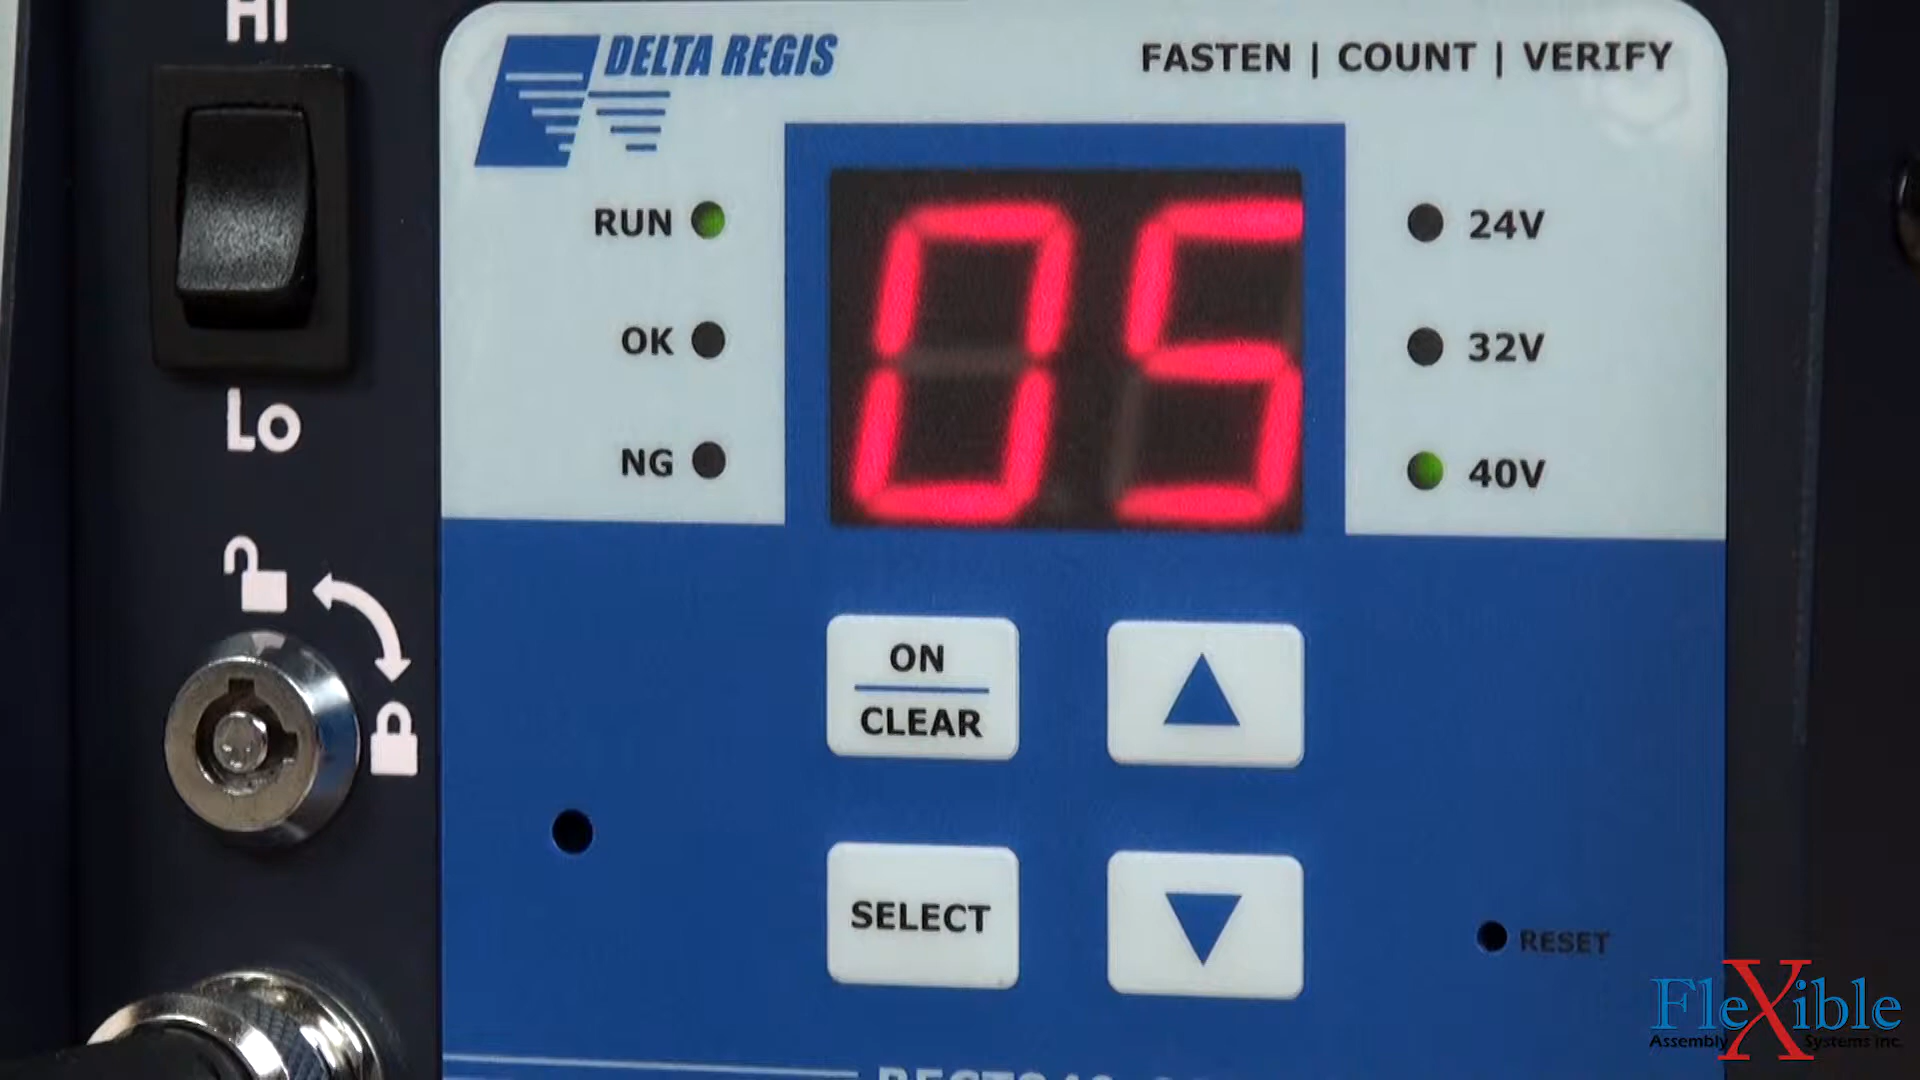 HI
DELTA REGIS
FASTEN | COUNT | VERIFY
RUN
05
24V
OK
32V
Lo
NG
40V
ON
CLEAR
SELECT
RESET
FleXible
Assembly Systems Inc.